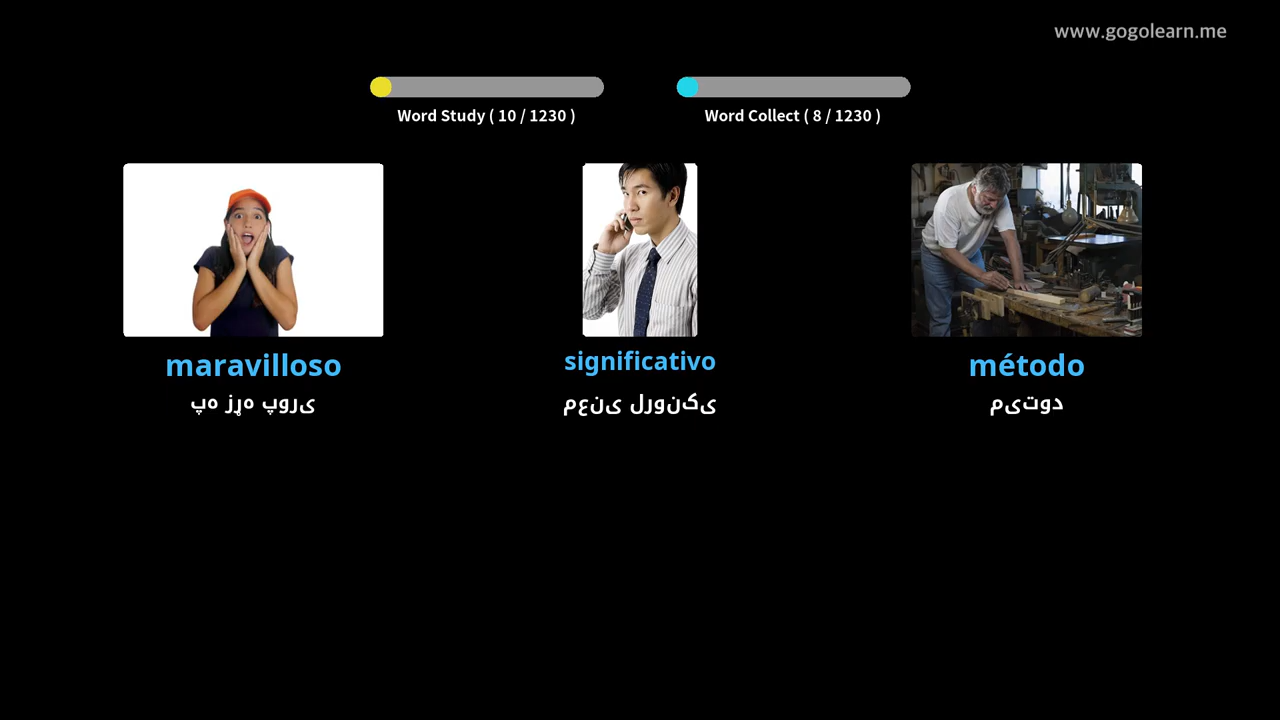 www.gogolearn.me
Word Study ( 10 / 1230 )
Word Collect ( 8 / 1230 )
maravilloso
significativo
método
په زړه پوری
معنی لرونکی
میتود